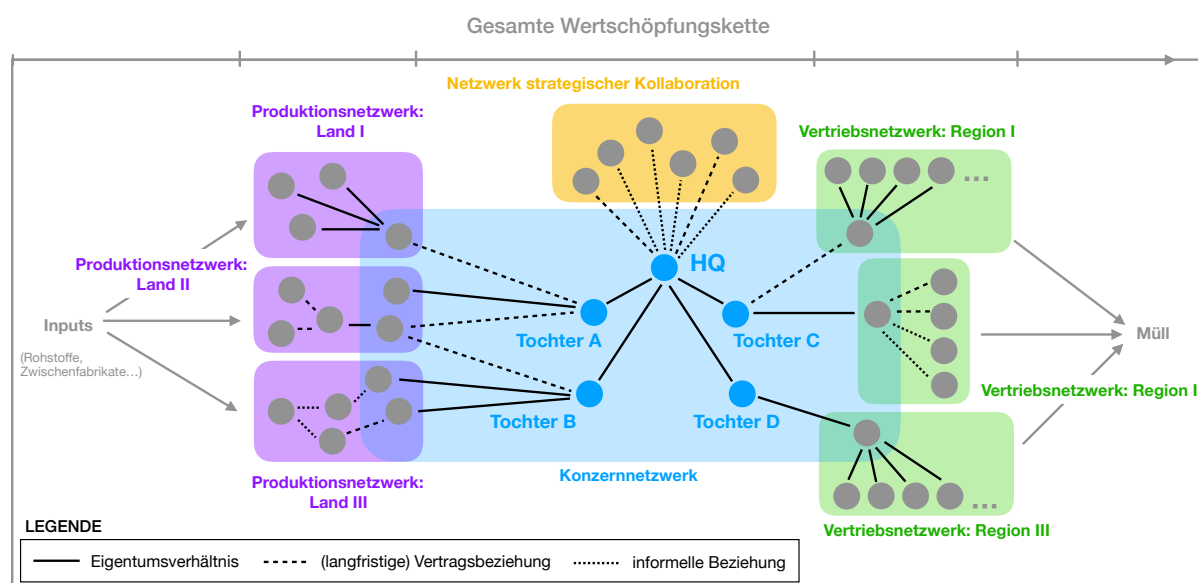 Gesamte Wertschöpfungskette
Netzwerk strategischer Kollaboration
Produktionsnetzwerk:
Land I
Vertriebsnetzwerk: Region I
...
Produktionsnetzwerk:
Land II
HQ
Inputs
(Rohstoffe,
Zwischenfabrikate…)
Tochter A
Tochter C
Müll
Vertriebsnetzwerk: Region I
Tochter B
Tochter D
Konzernnetzwerk
Produktionsnetzwerk:
Land III
...
Vertriebsnetzwerk: Region III
LEGENDE
Eigentumsverhältnis
(langfristige) Vertragsbeziehung
informelle Beziehung